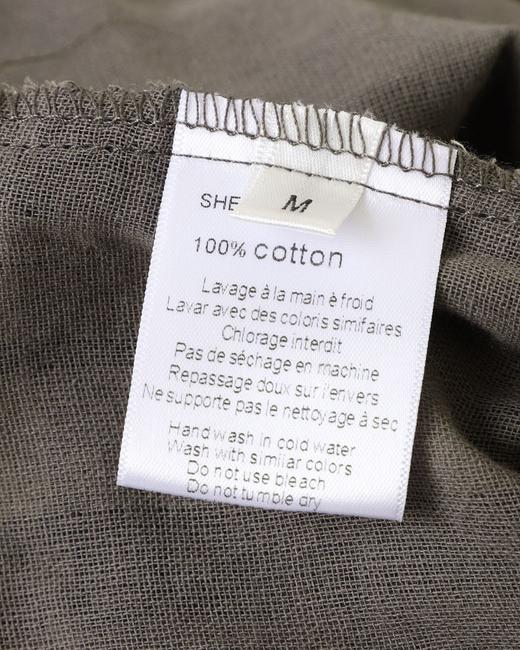 SHE
M
100% cotton
Lavage à la main è froid
Lavar avec des coloris simifaires
Chlorage interdit
Pas de séchage en machine
Repassage doux sur l'envers
Ne supporte pas le nettoyage à sec
Hand wash in cold water
Wash with similar colors
Do not use bleach
Do not tumble dry